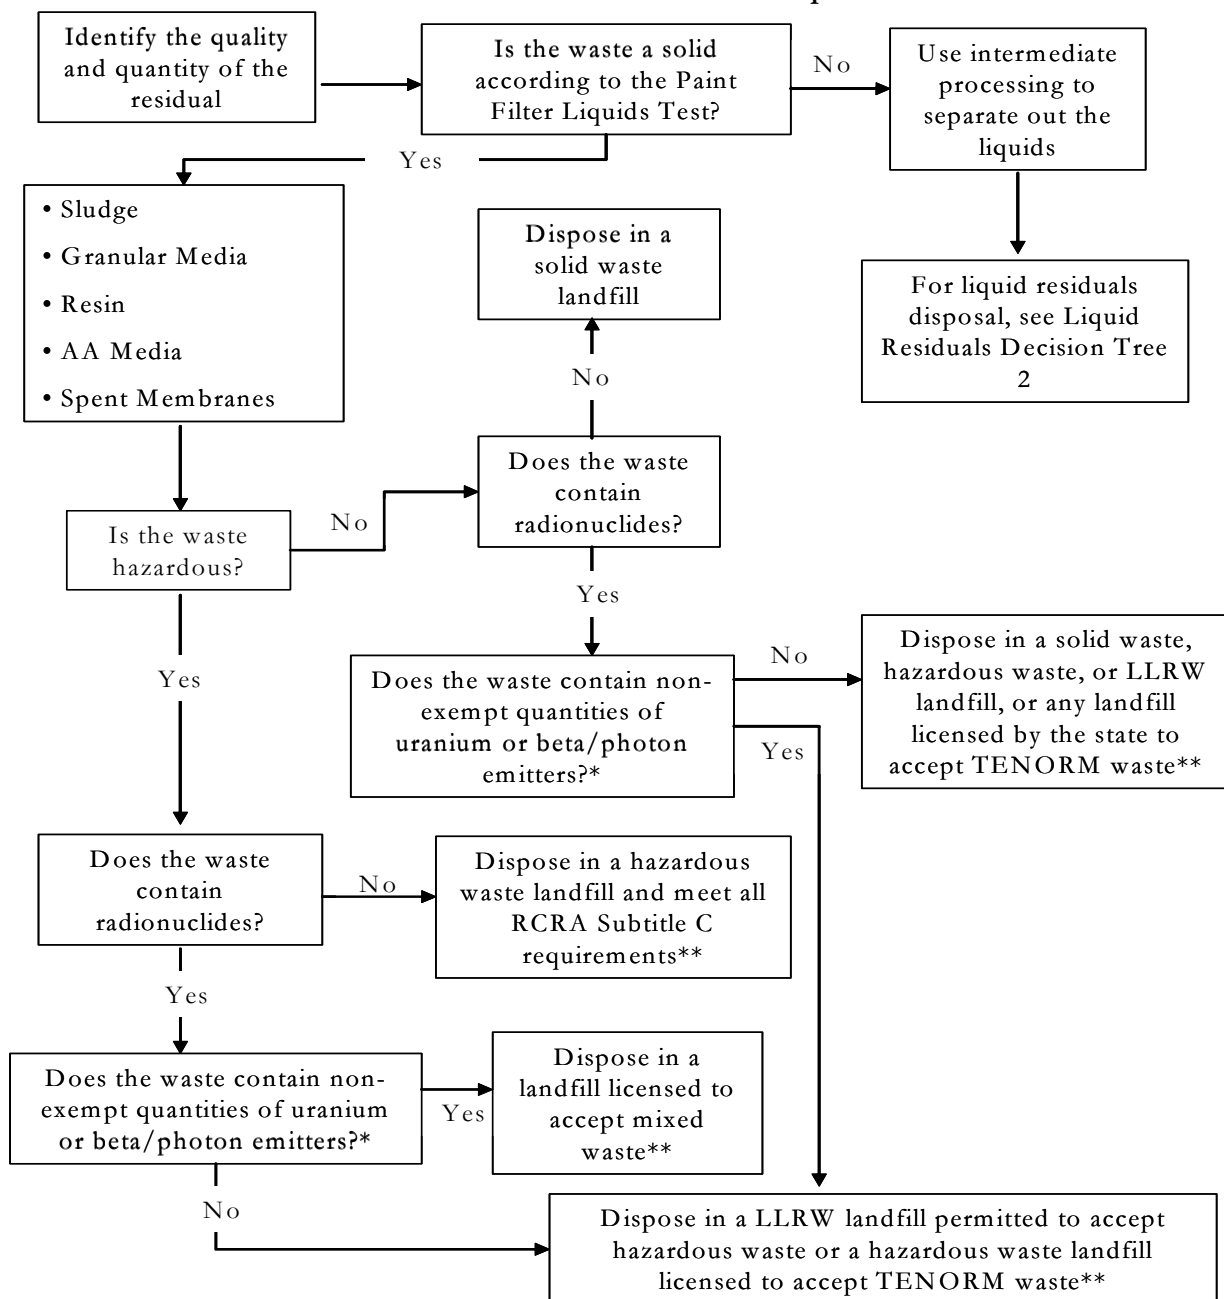 Identify the quality
and quantity of the
residual
Is the waste a solid
according to the Paint
Filter Liquids Test?
No
Use intermediate
processing to
separate out the
liquids
Yes
• Sludge
• Granular Media
• Resin
• AA Media
• Spent Membranes
Dispose in a
solid waste
landfill
For liquid residuals
disposal, see Liquid
Residuals Decision Tree
2
No
Does the waste
contain
radionuclides?
Is the waste
hazardous?
No
Yes
Yes
Does the waste contain non-
exempt quantities of
uranium or beta/photon
emitters?*
No
Yes
Dispose in a solid waste,
hazardous waste, or LLRW
landfill, or any landfill
licensed by the state to
accept TENORM waste**
Does the waste
contain
radionuclides?
No
Dispose in a hazardous
waste landfill and meet all
RCRA Subtitle C
requirements**
Yes
Does the waste contain non-
exempt quantities of uranium
or beta/photon emitters?*
Yes
Dispose in a
landfill licensed to
accept mixed
waste**
No
Dispose in a LLRW landfill permitted to accept
hazardous waste or a hazardous waste landfill
licensed to accept TENORM waste**